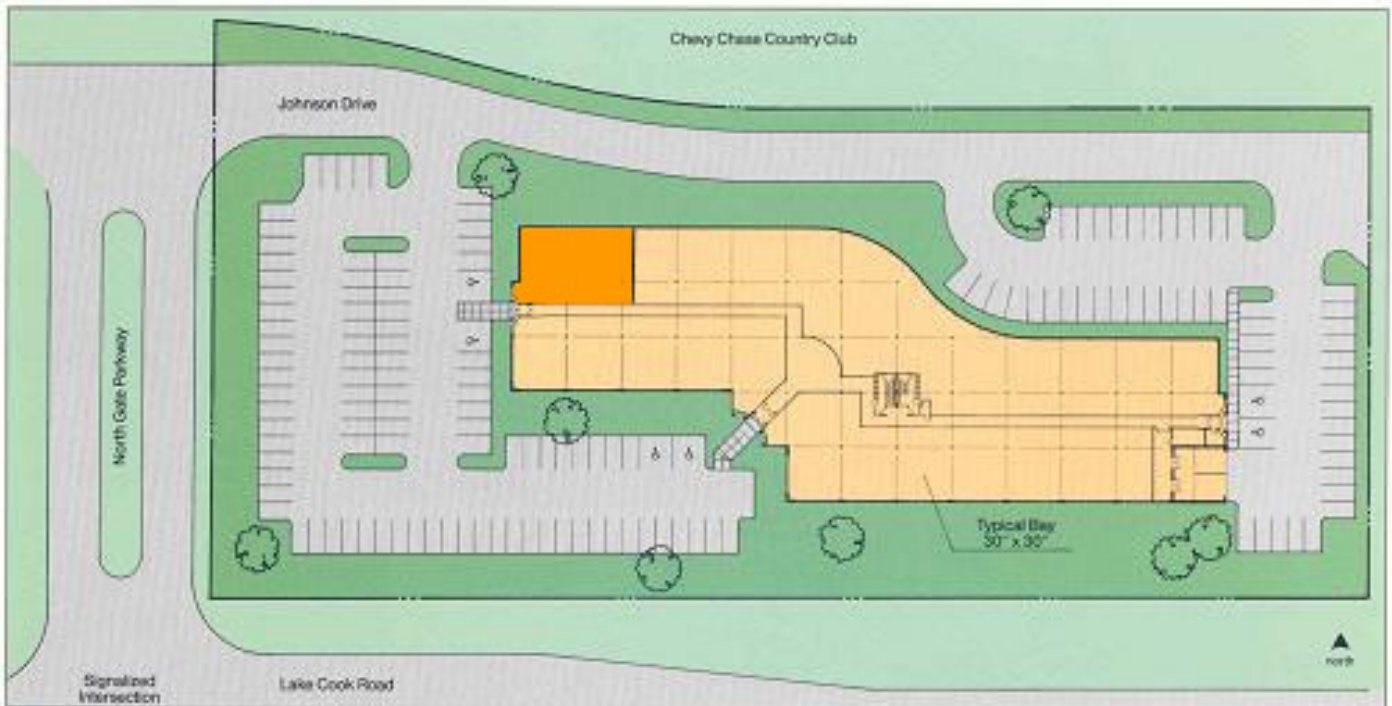 Chevy Chase Country Club
Johnson Drive
North Gate Parkway
Typical Bay
30" x 30"
north
Signalized
Intersection
Lake Cook Road